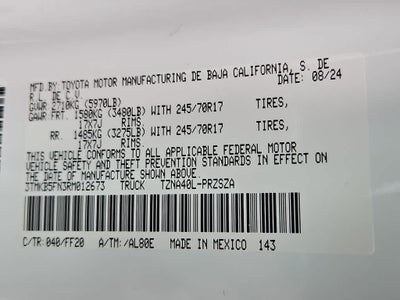 MFD.BY:TOYOTA MOTOR MANUFACTURING DE BAJA CALIFORNIA, S. DE
R.L. DE C.V. DATE: 08/24
GVWR 2710KG (5970LB)
GAWR FRT. 1580KG (3480LB) WITH 245/70R17 TIRES,
17X7J RIMS
RR. 1485KG (3275LB) WITH 245/70R17 TIRES,
17X7J RIMS
THIS VEHICLE CONFORMS TO ALL APPLICABLE FEDERAL MOTOR
VEHICLE SAFETY AND THEFT PREVENTION STANDARDS IN EFFECT ON
THE DATE OF MANUFACTURE SHOWN ABOVE.
3TMKB5FN3RM012673 TRUCK TZNA40L-PRZSZA
C/TR:040/FF20 A/TM:/AL80E MADE IN MEXICO 143